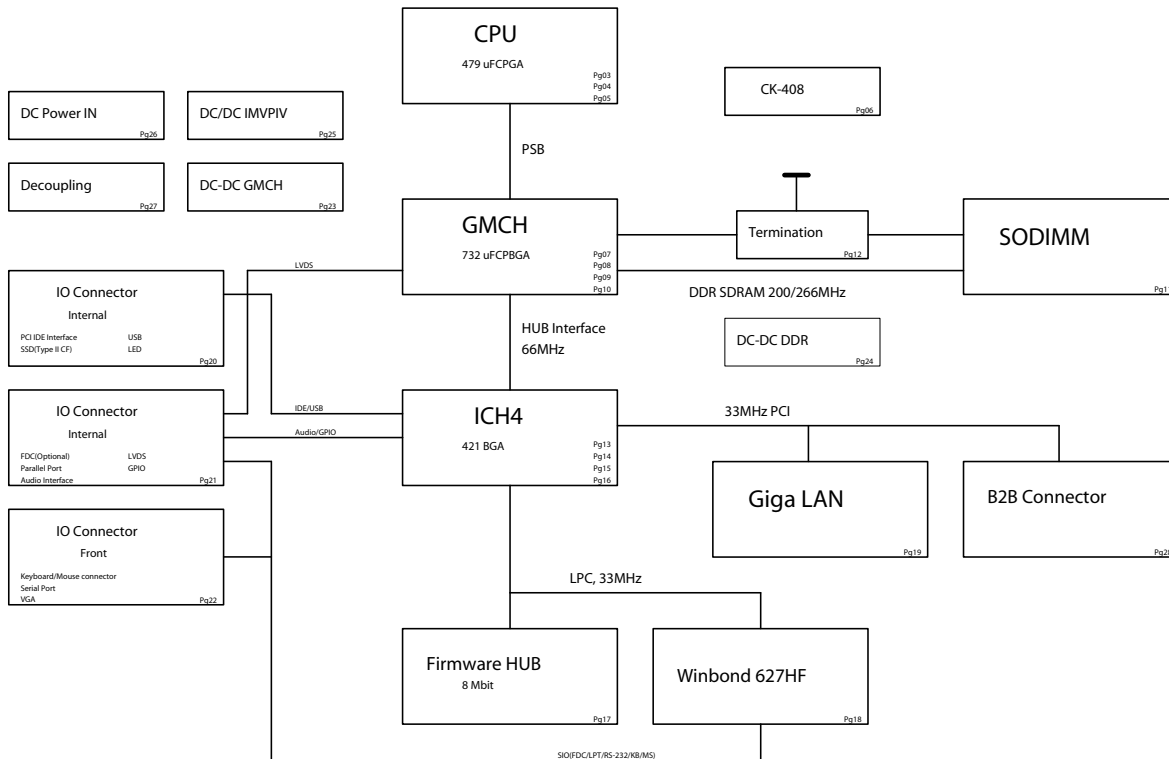 CPU
479 uFCPGA
Pg03
Pg04
Pg05
CK-408
Pg06
DC Power IN
Pg26
DC/DC IMVPIV
Pg25
PSB
Decoupling
Pg27
DC-DC GMCH
Pg23
GMCH
732 uFCPBGA
Pg07
Pg08
Pg09
Pg10
Termination
Pg12
SODIMM
Pg11
LVDS
DDR SDRAM 200/266MHz
IO Connector
Internal
PCI IDE Interface USB
SSD(Type II CF) LED
Pg20
HUB Interface
66MHz
DC-DC DDR
Pg24
IO Connector
Internal
FDC(Optional) LVDS
Parallel Port GPIO
Audio Interface
Pg21
IDE/USB
Audio/GPIO
ICH4
421 BGA
Pg13
Pg14
Pg15
Pg16
33MHz PCI
Giga LAN
Pg19
B2B Connector
Pg28
IO Connector
Front
Keyboard/Mouse connector
Serial Port
VGA
Pg22
LPC, 33MHz
Firmware HUB
8 Mbit
Pg17
Winbond 627HF
Pg18
SIO(FDC/LPT/RS-232/KB/MS)